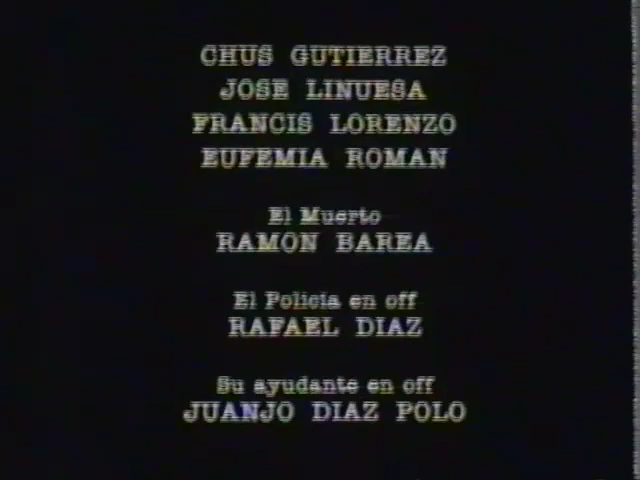 CHUS GUTIERREZ
JOSE LINUESA
FRANCIS LORENZO
EUFEMIA ROMAN
El Muerto
RAMON BAREA
El Policia en off
RAFAEL DIAZ
Su ayudante en off
JUANJO DIAZ POLO